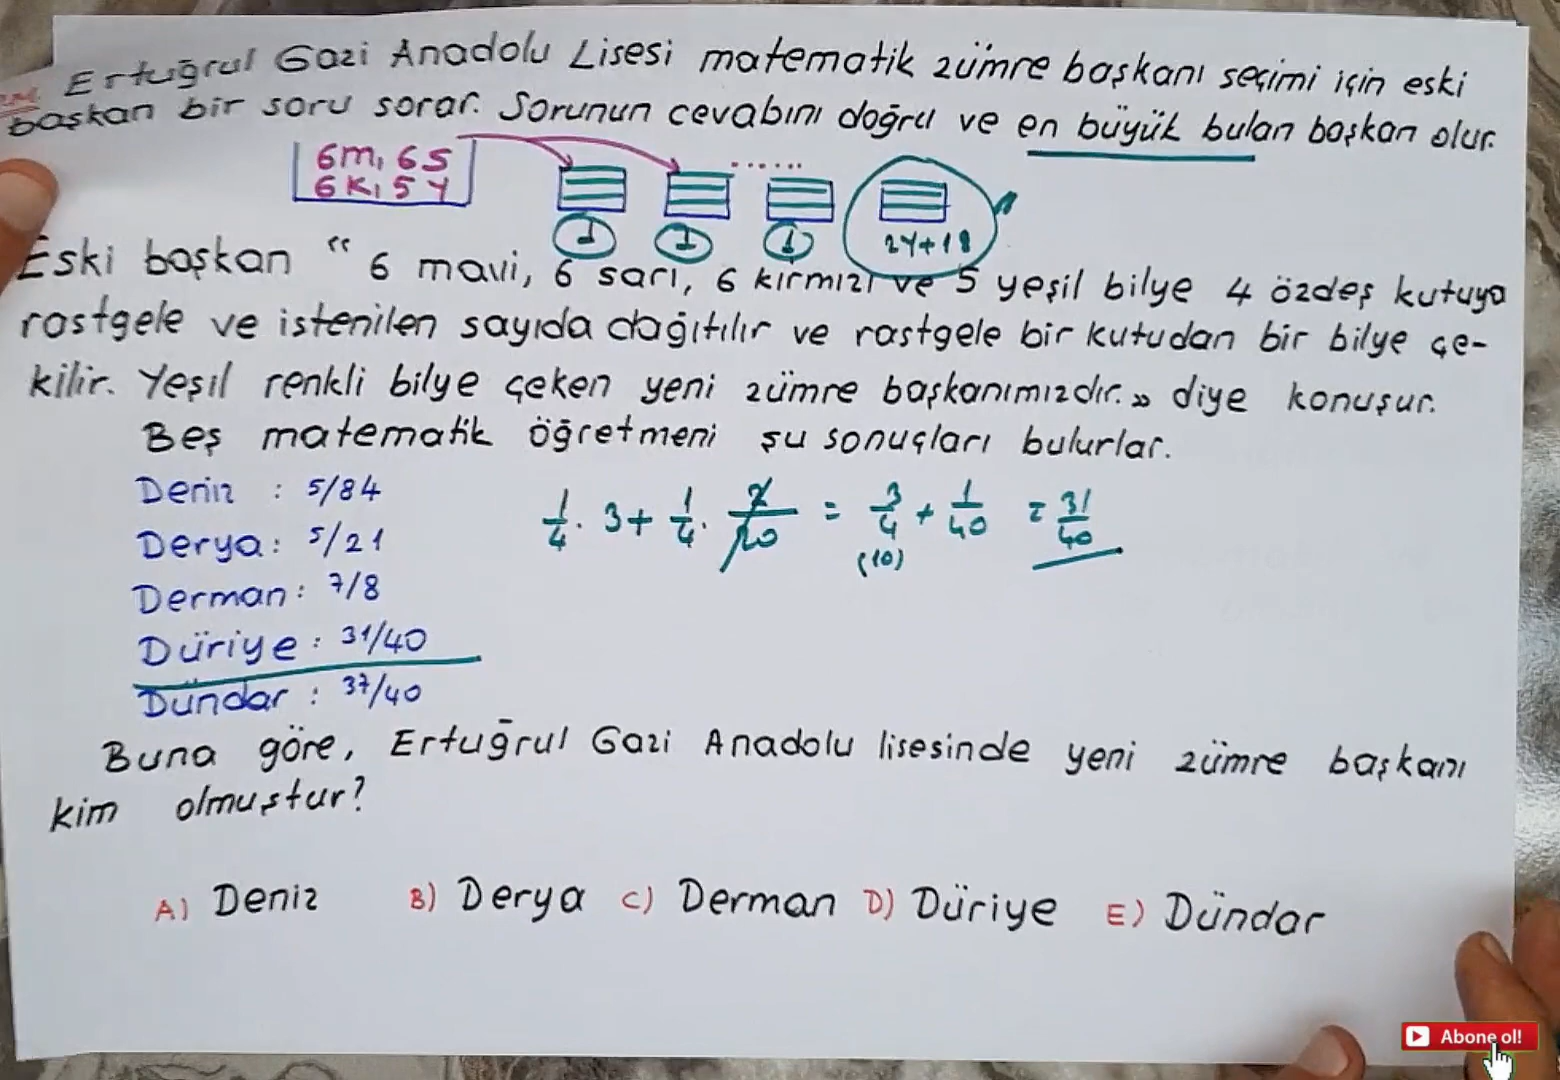 Ertuğrul Gazi Anadolu Lisesi matematik zümre başkanı seçimi için eski
başkan bir soru sorar. Sorunun cevabını doğru ve en büyük bulan başkan olur.
6M, 6S
6K, 5Y
1 1 1 2Y+18
Eski başkan “ 6 mavi, 6 sarı, 6 kırmızı ve 5 yeşil bilye 4 özdeş kutuya
rastgele ve istenilen sayıda dağıtılır ve rastgele bir kutudan bir bilye çe-
kilir. Yeşil renkli bilye çeken yeni zümre başkanımızdır.» diye konuşur.
Beş matematik öğretmeni şu sonuçları bulurlar.
Deniz : 5/84
Derya: 5/21
Derman: 7/8
Düriye: 31/40
Dündar : 37/40
1/4 . 3 + 1/4 . 2/20 = 3/4 + 1/40 = 31/40
(10)
Buna göre, Ertuğrul Gazi Anadolu lisesinde yeni zümre başkanı
kim olmuştur?
A) Deniz B) Derya C) Derman D) Düriye E) Dündar
Abone ol!